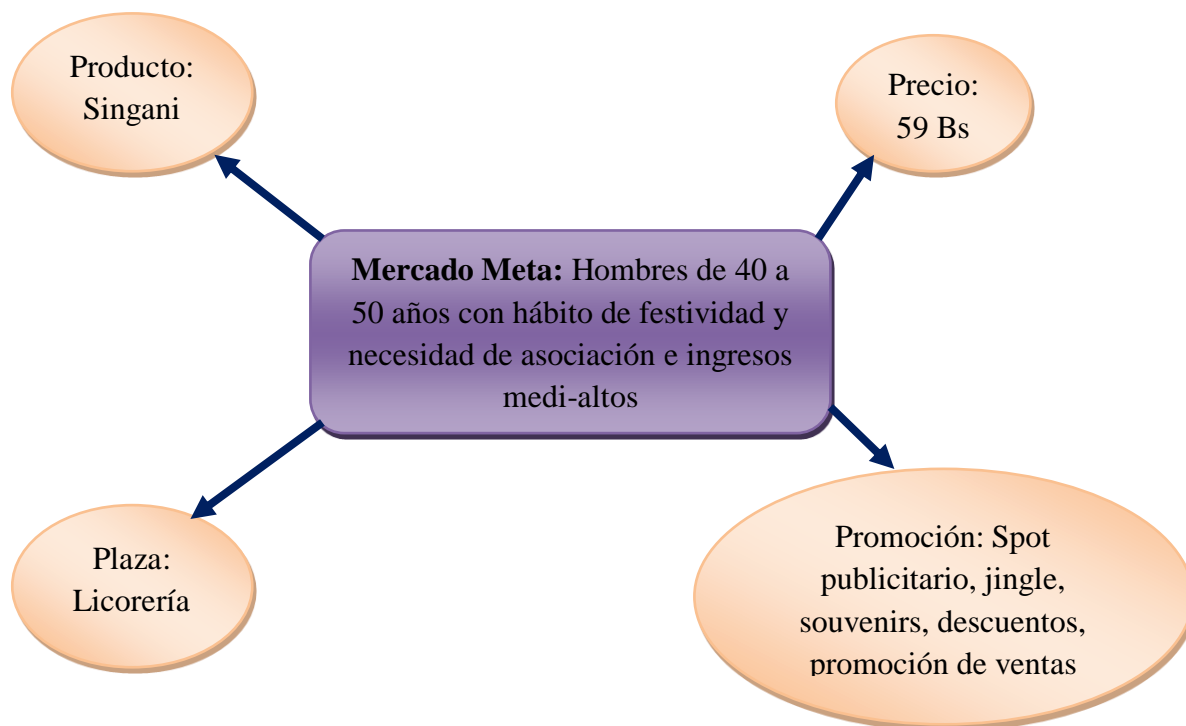 Producto:
Singani
Precio:
59 Bs
Mercado Meta: Hombres de 40 a
50 años con hábito de festividad y
necesidad de asociación e ingresos
medi-altos
Plaza:
Licorería
Promoción: Spot
publicitario, jingle,
souvenirs, descuentos,
promoción de ventas